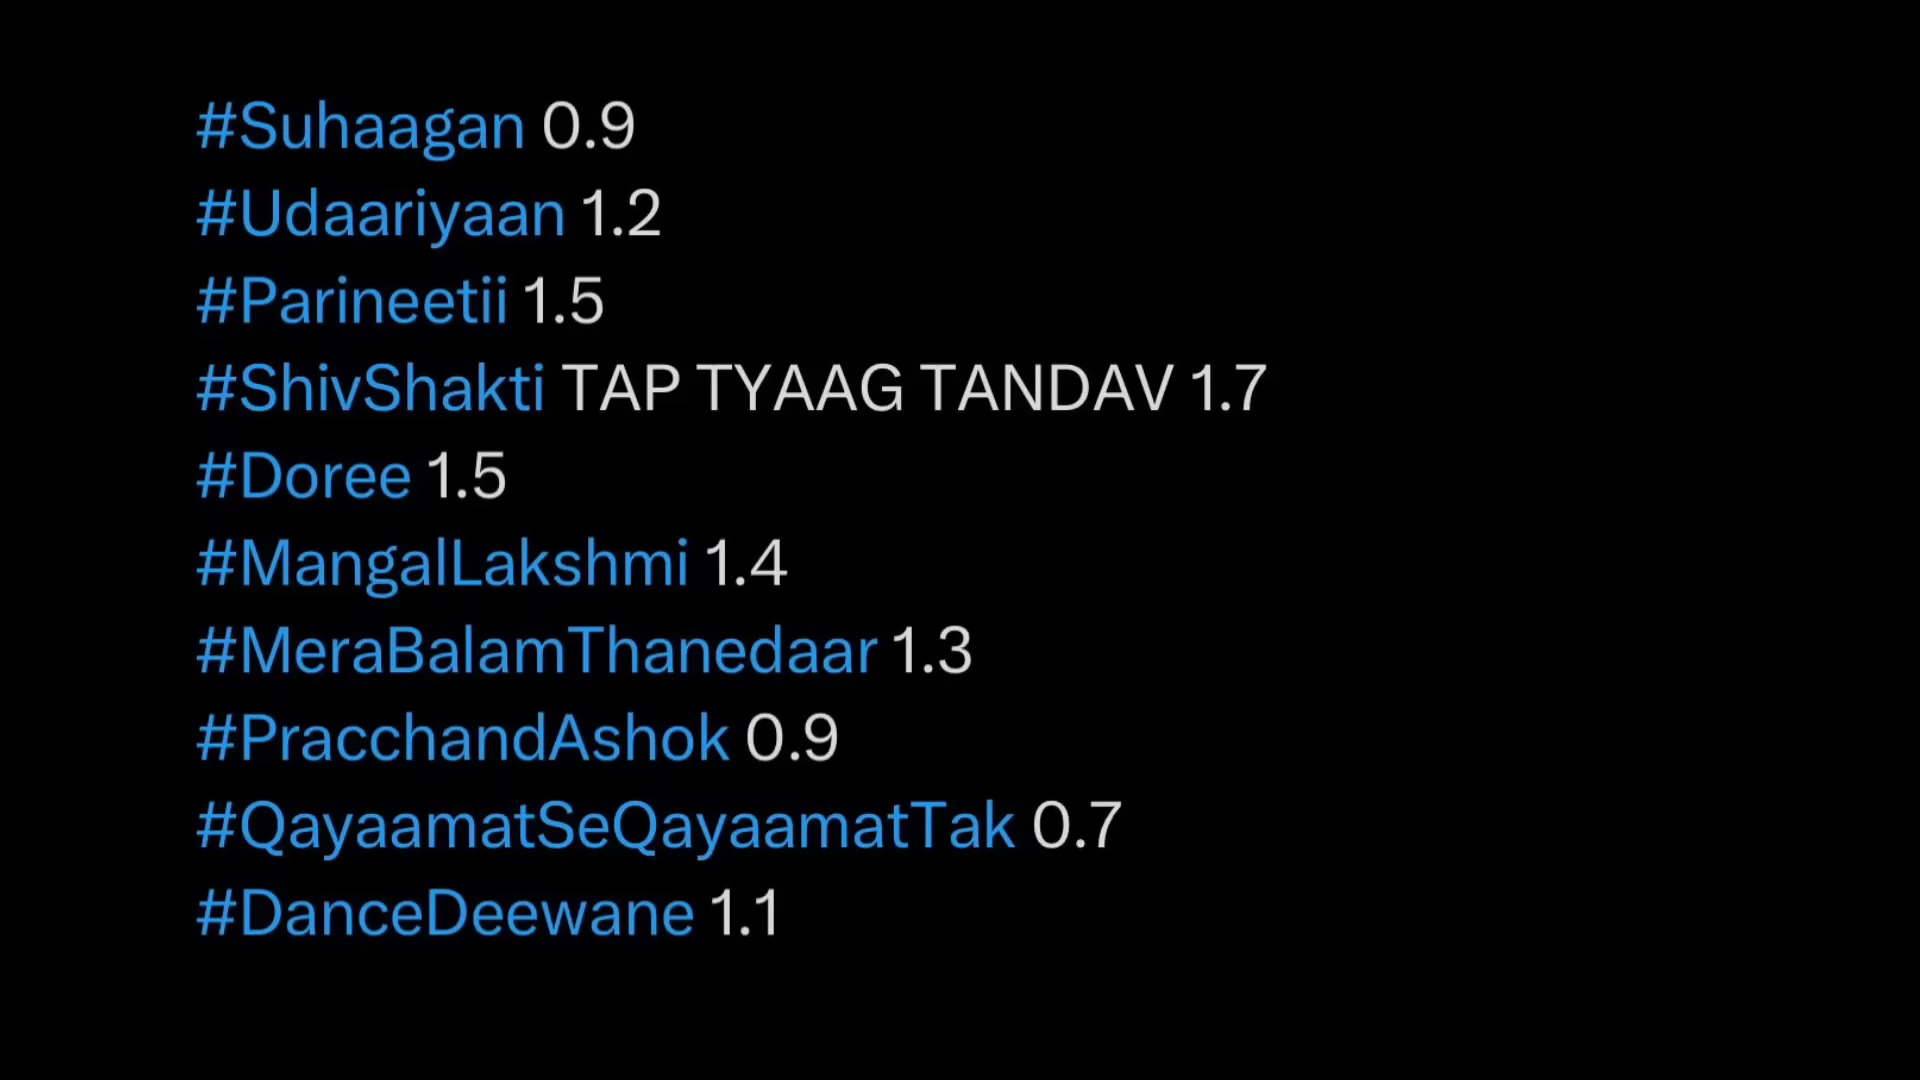 #Suhaagan 0.9
#Udaariyaan 1.2
#Parineetii 1.5
#ShivShakti TAP TYAAG TANDAV 1.7
#Doree 1.5
#MangalLakshmi 1.4
#MeraBalamThanedaar 1.3
#PracchandAshok 0.9
#QayaamatSeQayaamatTak 0.7
#DanceDeewane 1.1